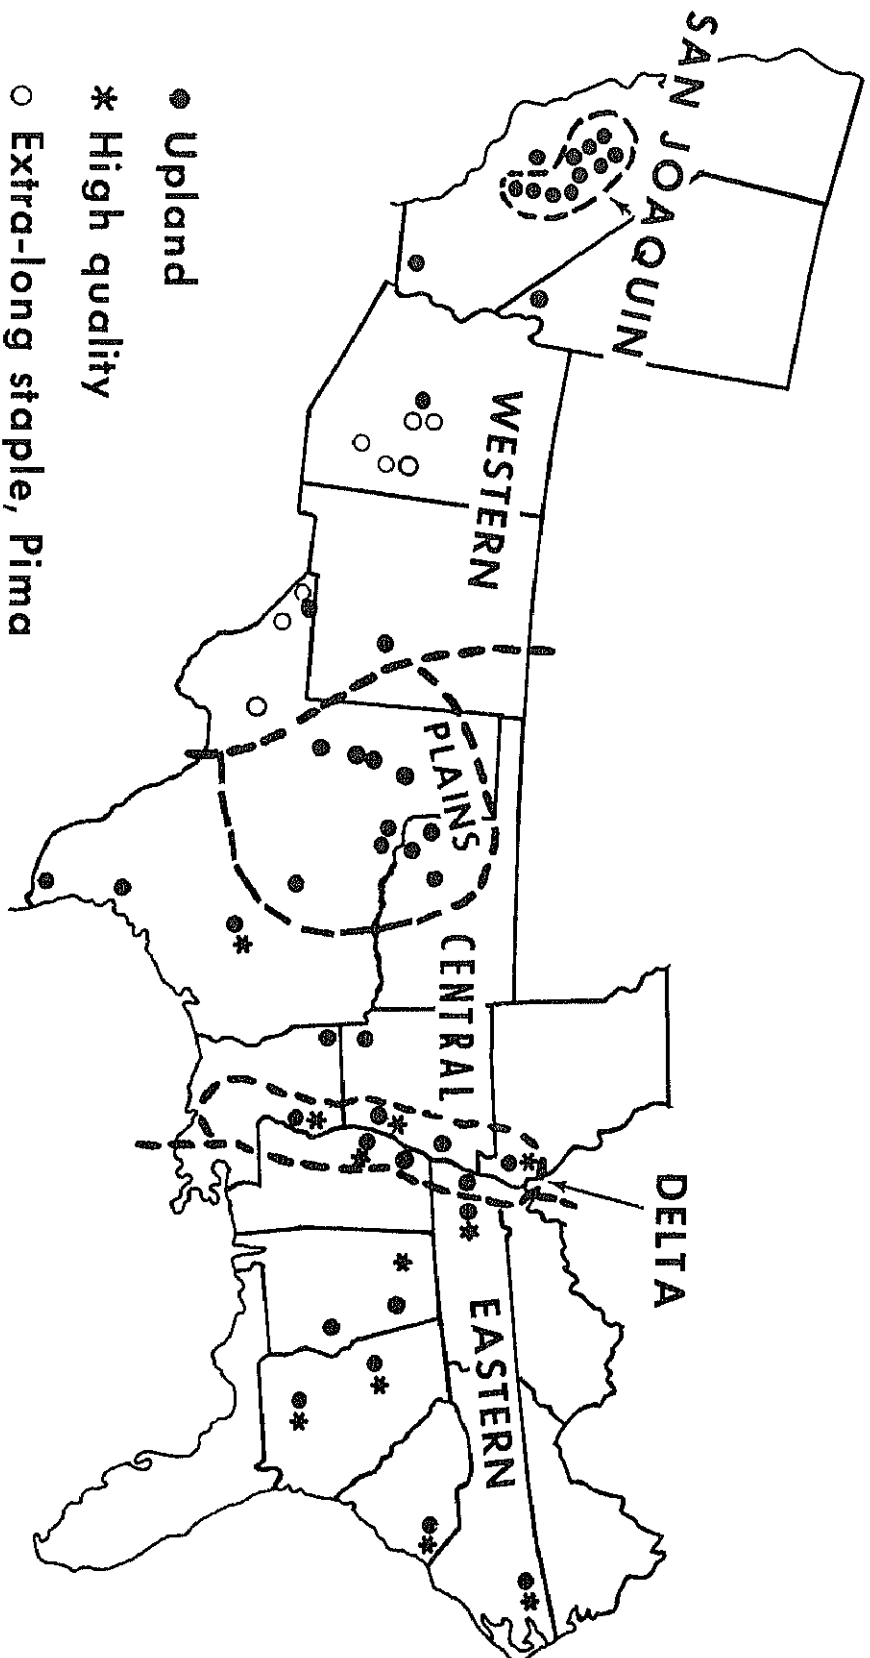 SAN JOAQUIN
WESTERN
PLAINS
CENTRAL
DELTA
EASTERN
● Upland
* High quality
○ Extra-long staple, Pima